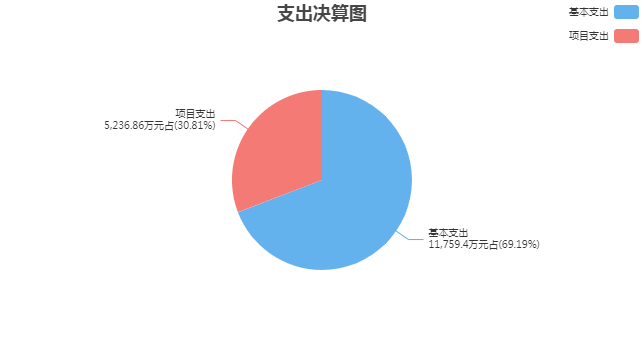 支出决算图
基本支出
项目支出
项目支出
5,236.86万元占(30.81%)
基本支出
11,759.4万元占(69.19%)